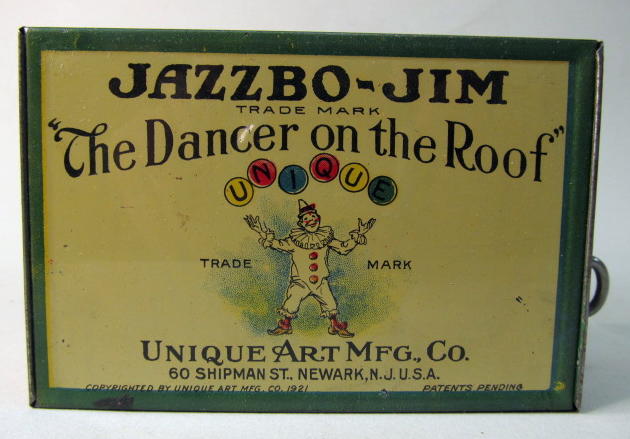 JAZZBO-JIM
TRADE MARK
"The Dancer on the Roof"
UNIQUE
TRADE MARK
UNIQUE ART MFG., CO.
60 SHIPMAN ST., NEWARK, N.J. U.S.A.
COPYRIGHTED BY UNIQUE ART MFG. CO. 1921 PATENTS PENDING